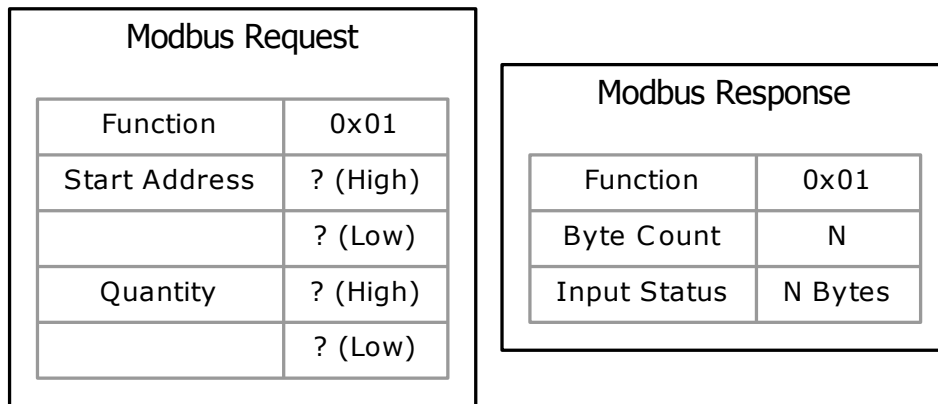 Modbus Request
Function 0x01
Start Address ? (High)
? (Low)
Quantity ? (High)
? (Low)
Modbus Response
Function 0x01
Byte Count N
Input Status N Bytes